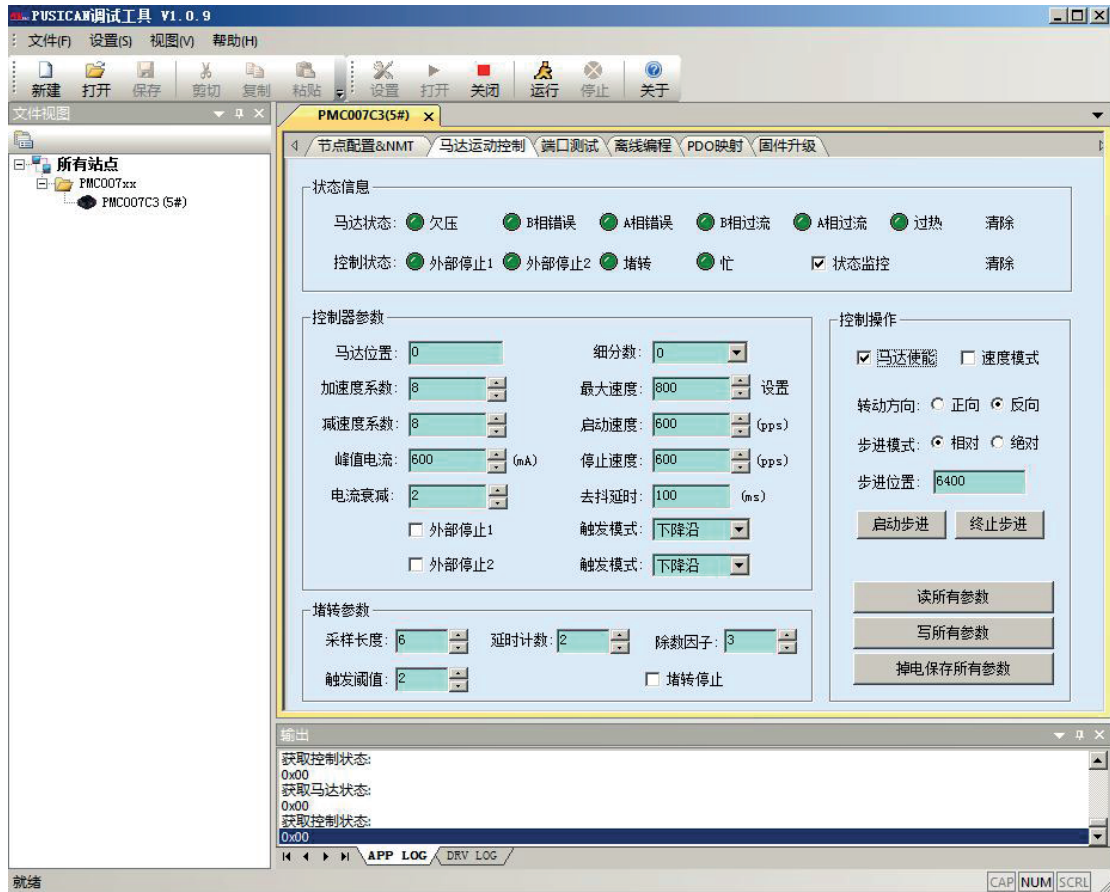 PUSICAN调试工具 V1.0.9
文件(F) 设置(S) 视图(V) 帮助(H)
新建 打开 保存 剪切 复制 粘贴 设置 打开 关闭 运行 停止 关于
文件视图
PMC007C3(5#)
节点配置&NMT 马达运动控制 端口测试 离线编程 PDO映射 固件升级
所有站点
PMC007xx
PMC007C3 (5#)
状态信息
马达状态: 欠压 B相错误 A相错误 B相过流 A相过流 过热 清除
控制状态: 外部停止1 外部停止2 堵转 忙 状态监控 清除
控制器参数
马达位置: 0 细分数: 0
加速度系数: 8 最大速度: 800 设置
减速度系数: 8 启动速度: 600 (pps)
峰值电流: 600 (mA) 停止速度: 600 (pps)
电流衰减: 2 去抖延时: 100 (ms)
外部停止1 触发模式: 下降沿
外部停止2 触发模式: 下降沿
控制操作
马达使能 速度模式
转动方向: 正向 反向
步进模式: 相对 绝对
步进位置: 6400
启动步进 终止步进
读所有参数
写所有参数
掉电保存所有参数
堵转参数
采样长度: 6 延时计数: 2 除数因子: 3
触发阈值: 2 堵转停止
输出
获取控制状态:
0x00
获取马达状态:
0x00
获取控制状态:
0x00
APP LOG DRV LOG
就绪 CAP NUM SCRL